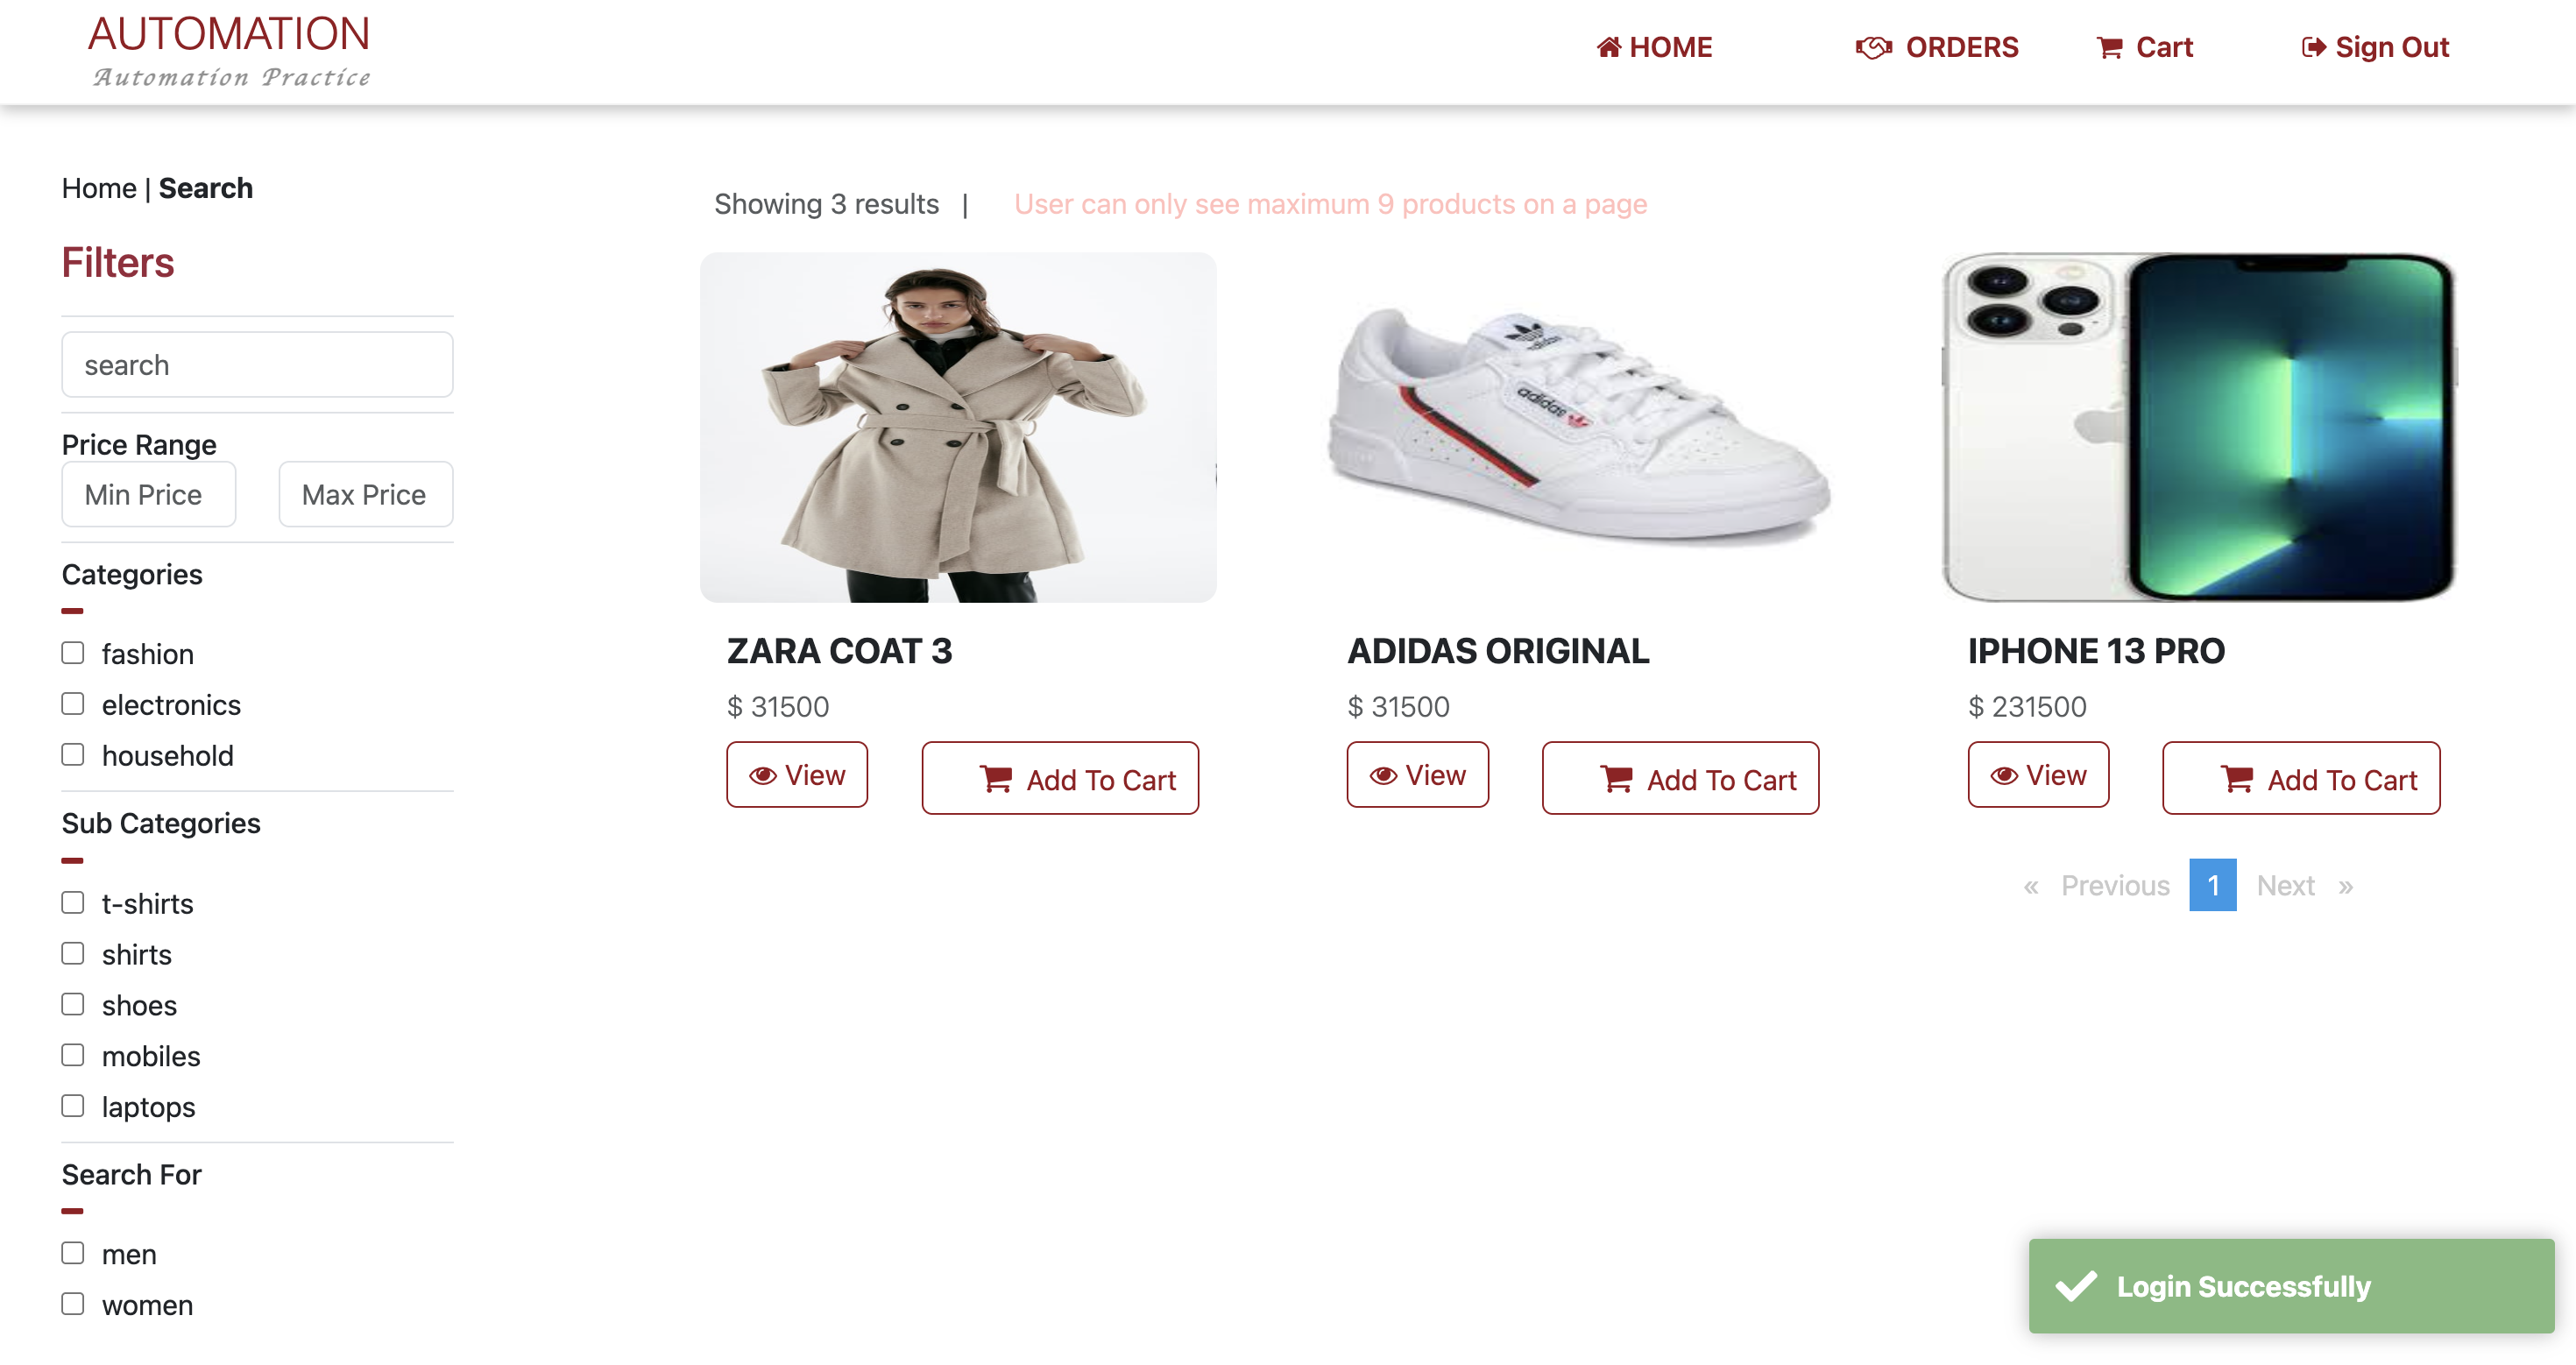 AUTOMATION
Automation Practice
HOME
ORDERS
Cart
Sign Out
Home | Search
Filters
search
Price Range
Min Price
Max Price
Categories
fashion
electronics
household
Sub Categories
t-shirts
shirts
shoes
mobiles
laptops
Search For
men
women
Showing 3 results |
User can only see maximum 9 products on a page
adidas
adidas
ZARA COAT 3
$ 31500
View
Add To Cart
ADIDAS ORIGINAL
$ 31500
View
Add To Cart
IPHONE 13 PRO
$ 231500
View
Add To Cart
« Previous 1 Next »
Login Successfully